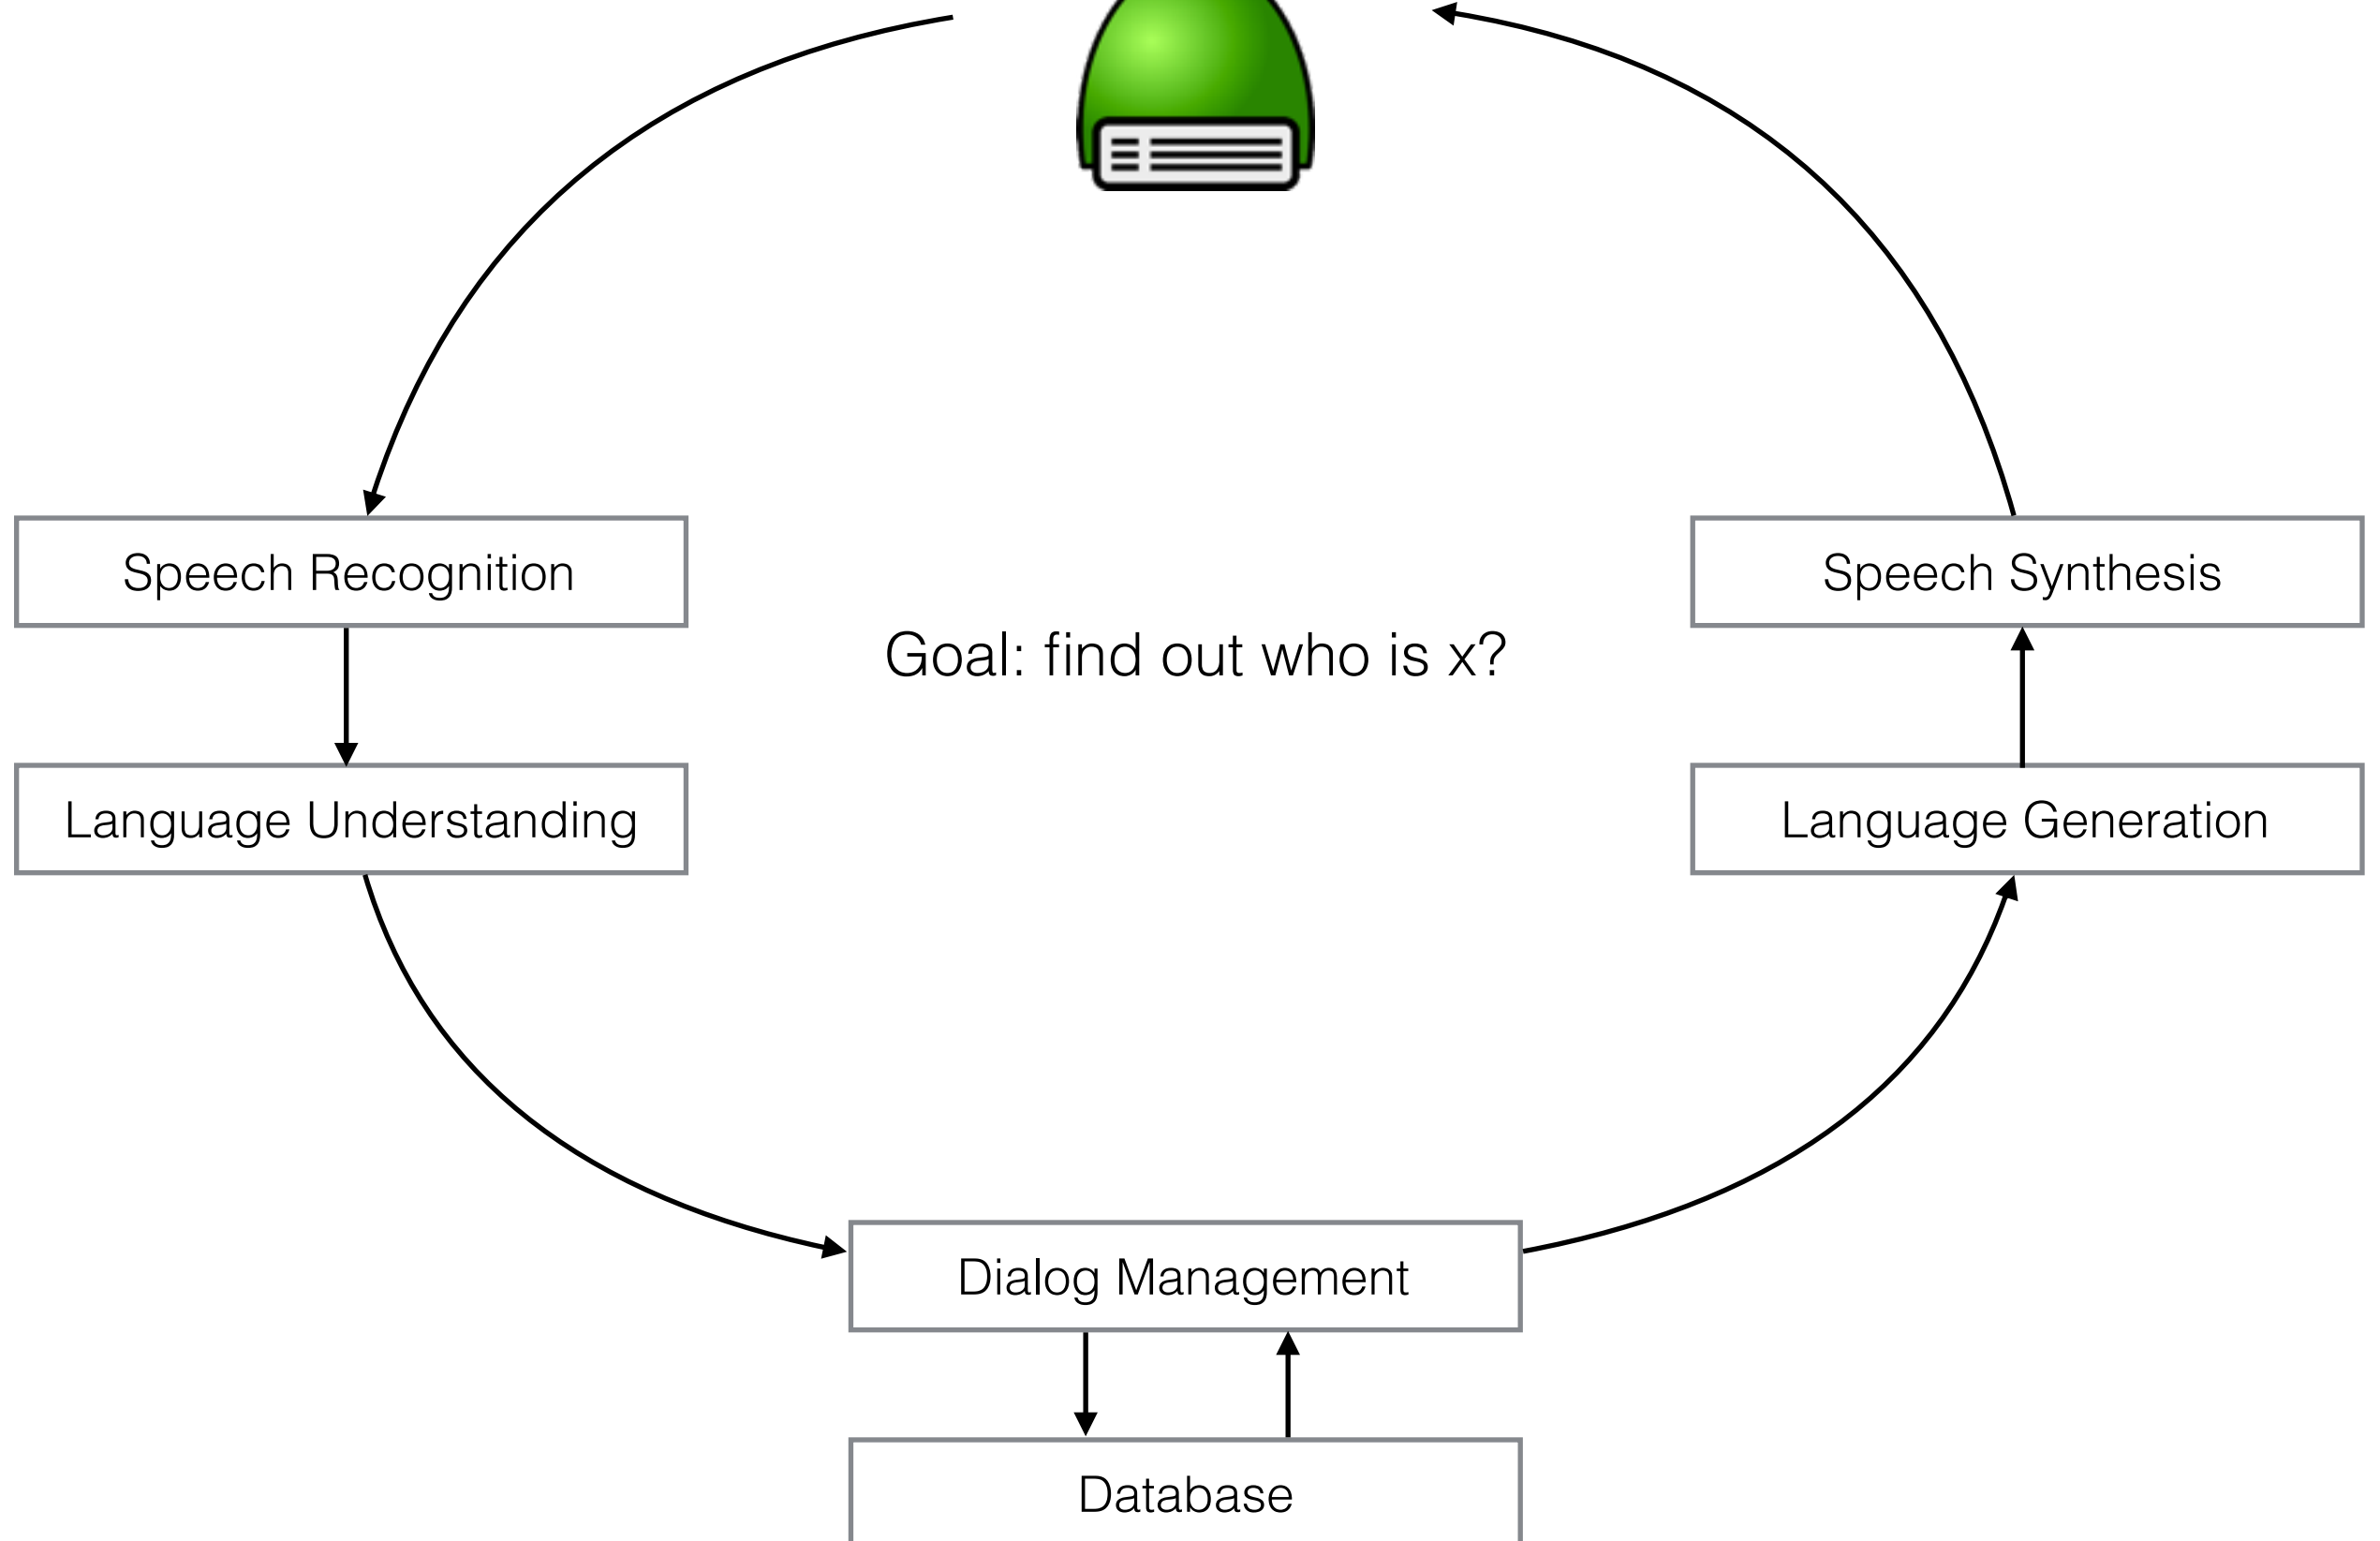 Speech Recognition
Speech Synthesis
Goal: find out who is x?
Language Understanding
Language Generation
Dialog Management
Database